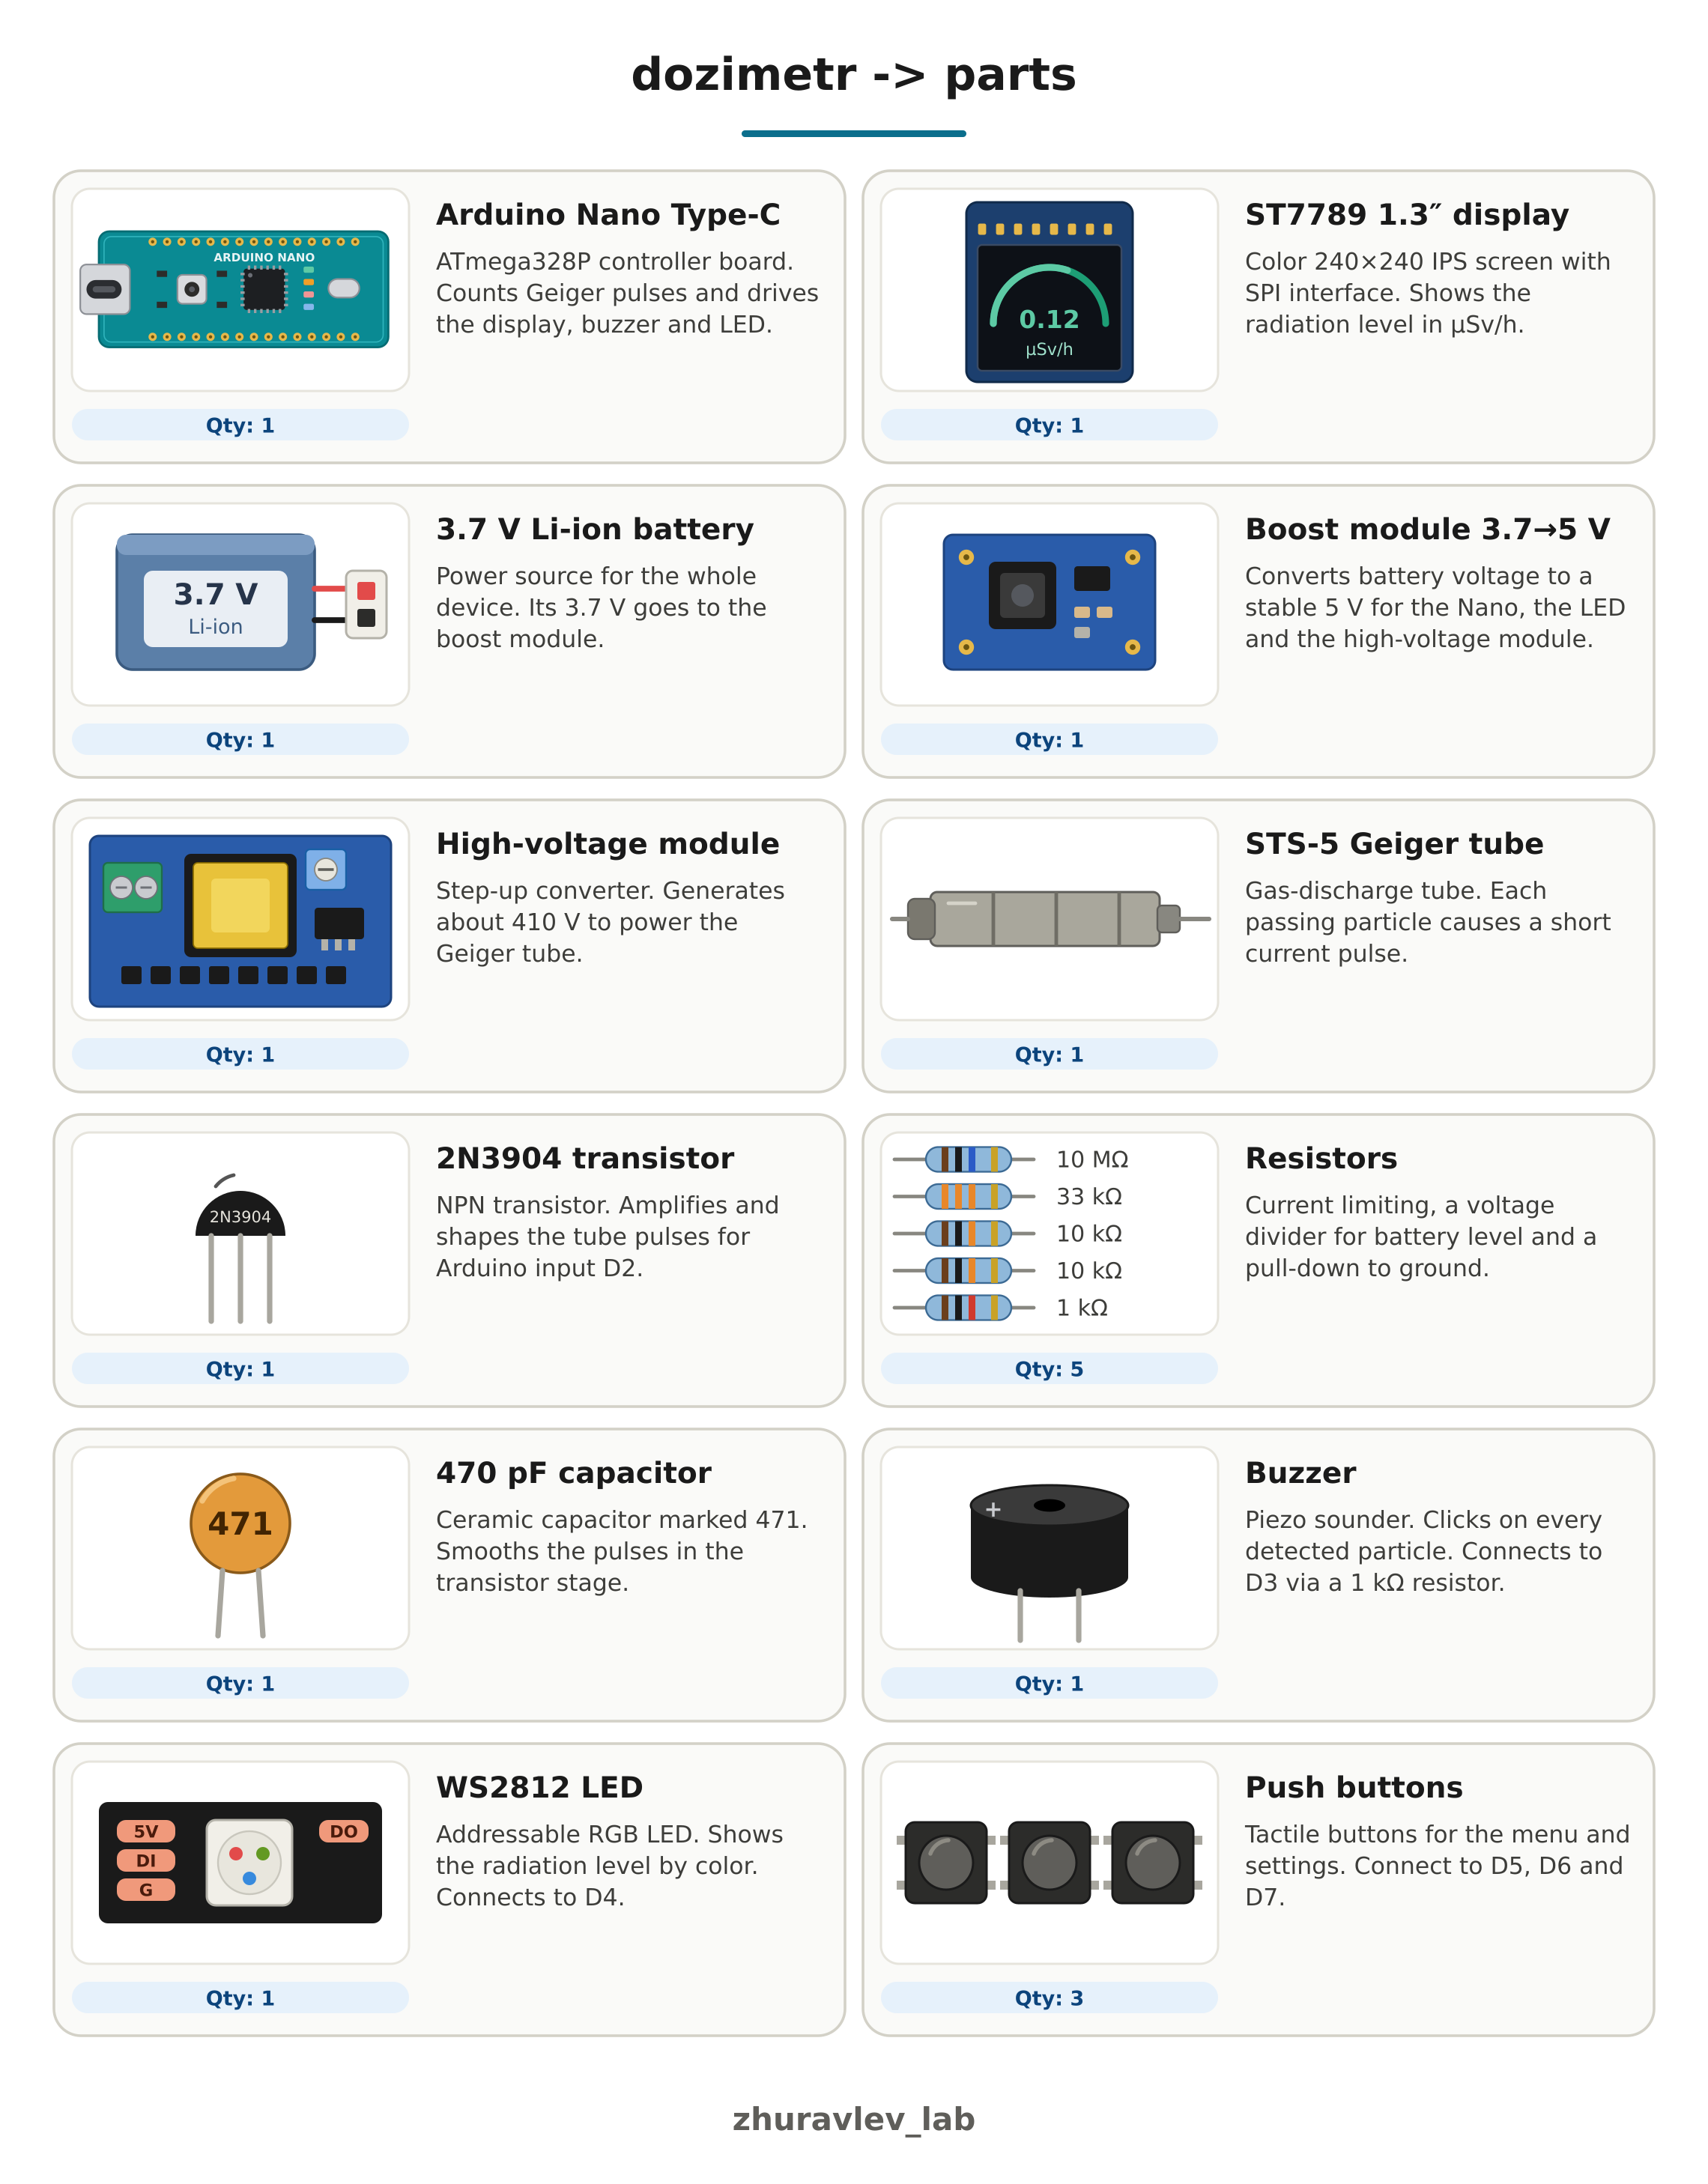 dozimetr -> parts
ARDUINO NANO
Arduino Nano Type-C
ATmega328P controller board.
Counts Geiger pulses and drives
the display, buzzer and LED.
Qty: 1
0.12
µSv/h
ST7789 1.3″ display
Color 240×240 IPS screen with
SPI interface. Shows the
radiation level in µSv/h.
Qty: 1
3.7 V
Li-ion
3.7 V Li-ion battery
Power source for the whole
device. Its 3.7 V goes to the
boost module.
Qty: 1
Boost module 3.7→5 V
Converts battery voltage to a
stable 5 V for the Nano, the LED
and the high-voltage module.
Qty: 1
High-voltage module
Step-up converter. Generates
about 410 V to power the
Geiger tube.
Qty: 1
STS-5 Geiger tube
Gas-discharge tube. Each
passing particle causes a short
current pulse.
Qty: 1
2N3904
2N3904 transistor
NPN transistor. Amplifies and
shapes the tube pulses for
Arduino input D2.
Qty: 1
10 MΩ
33 kΩ
10 kΩ
10 kΩ
1 kΩ
Resistors
Current limiting, a voltage
divider for battery level and a
pull-down to ground.
Qty: 5
471
470 pF capacitor
Ceramic capacitor marked 471.
Smooths the pulses in the
transistor stage.
Qty: 1
+
Buzzer
Piezo sounder. Clicks on every
detected particle. Connects to
D3 via a 1 kΩ resistor.
Qty: 1
5V
DI
G
DO
WS2812 LED
Addressable RGB LED. Shows
the radiation level by color.
Connects to D4.
Qty: 1
Push buttons
Tactile buttons for the menu and
settings. Connect to D5, D6 and
D7.
Qty: 3
zhuravlev_lab